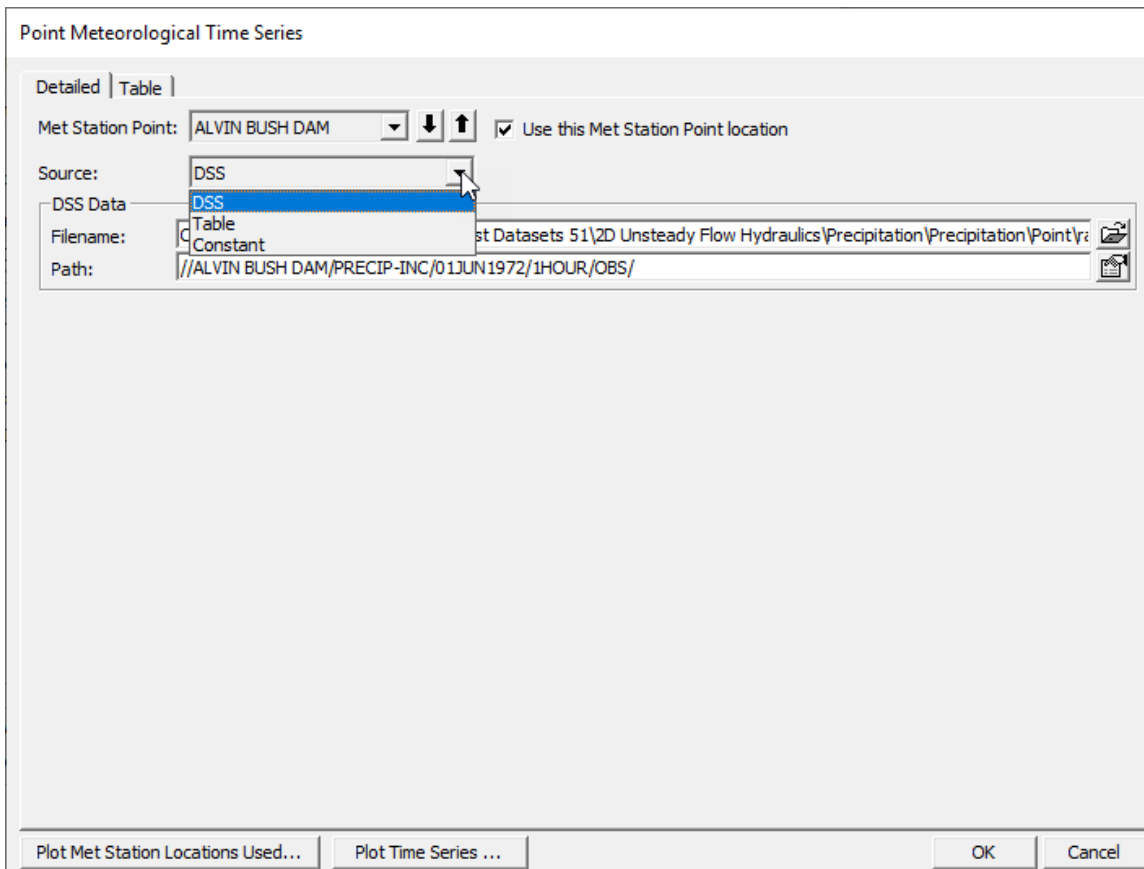 Point Meteorological Time Series
Detailed Table
Met Station Point: ALVIN BUSH DAM Use this Met Station Point location
Source: DSS
DSS
Table
Constant
DSS Data
Filename: C st Datasets 51\2D Unsteady Flow Hydraulics\Precipitation\Precipitation\Point\ra
Path: //ALVIN BUSH DAM/PRECIP-INC/01JUN1972/1HOUR/OBS/
Plot Met Station Locations Used... Plot Time Series ... OK Cancel